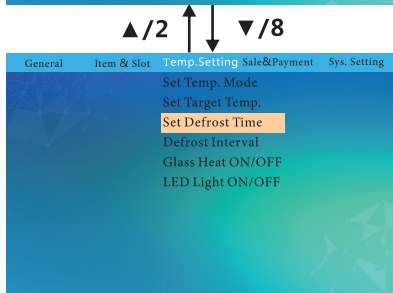 ▲/2 ▼/8
General Item & Slot Temp.Setting Sale&Payment Sys. Setting
Set Temp. Mode
Set Target Temp.
Set Defrost Time
Defrost Interval
Glass Heat ON/OFF
LED Light ON/OFF